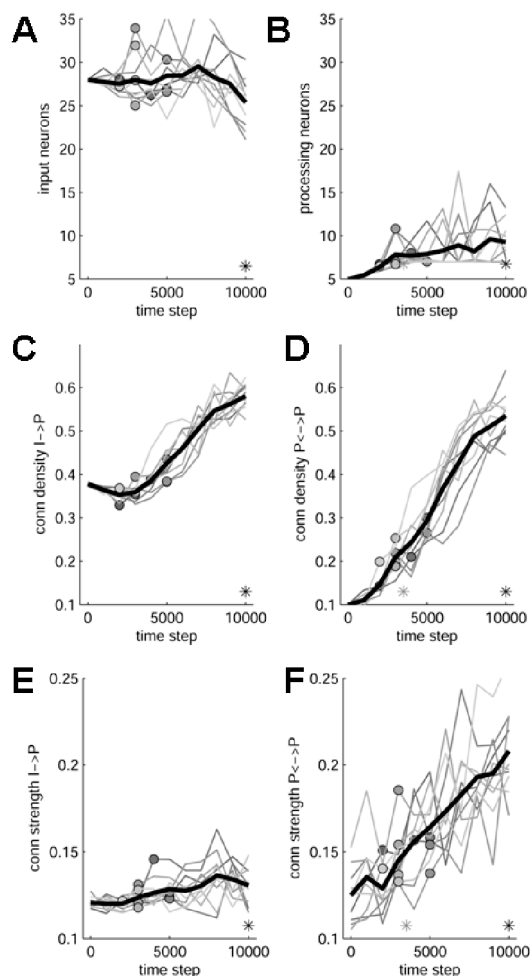 A
35
30
25
20
15
10
5
input neurons
0 5000 10000
time step
*
B
35
30
25
20
15
10
5
processing neurons
0 5000 10000
time step
* *
C
0.6
0.5
0.4
0.3
0.2
0.1
conn density I->P
0 5000 10000
time step
*
D
0.6
0.5
0.4
0.3
0.2
0.1
conn density P<->P
0 5000 10000
time step
* *
E
0.25
0.2
0.15
0.1
conn strength I->P
0 5000 10000
time step
*
F
0.25
0.2
0.15
0.1
conn strength P<->P
0 5000 10000
time step
* *